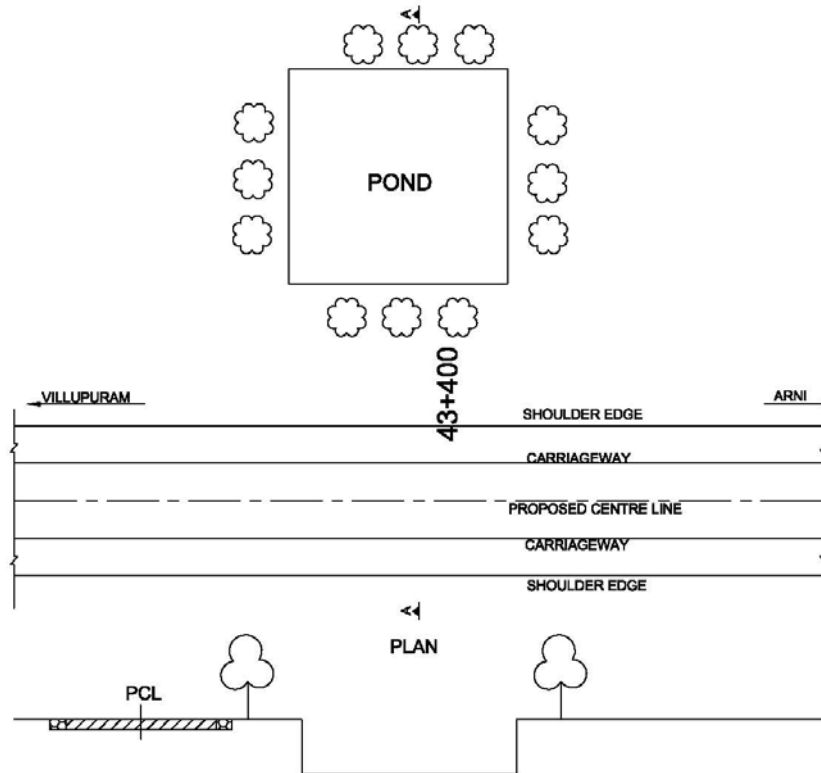 A
POND
43+400
VILLUPURAM
ARNI
SHOULDER EDGE
CARRIAGEWAY
PROPOSED CENTRE LINE
CARRIAGEWAY
SHOULDER EDGE
A
PLAN
PCL